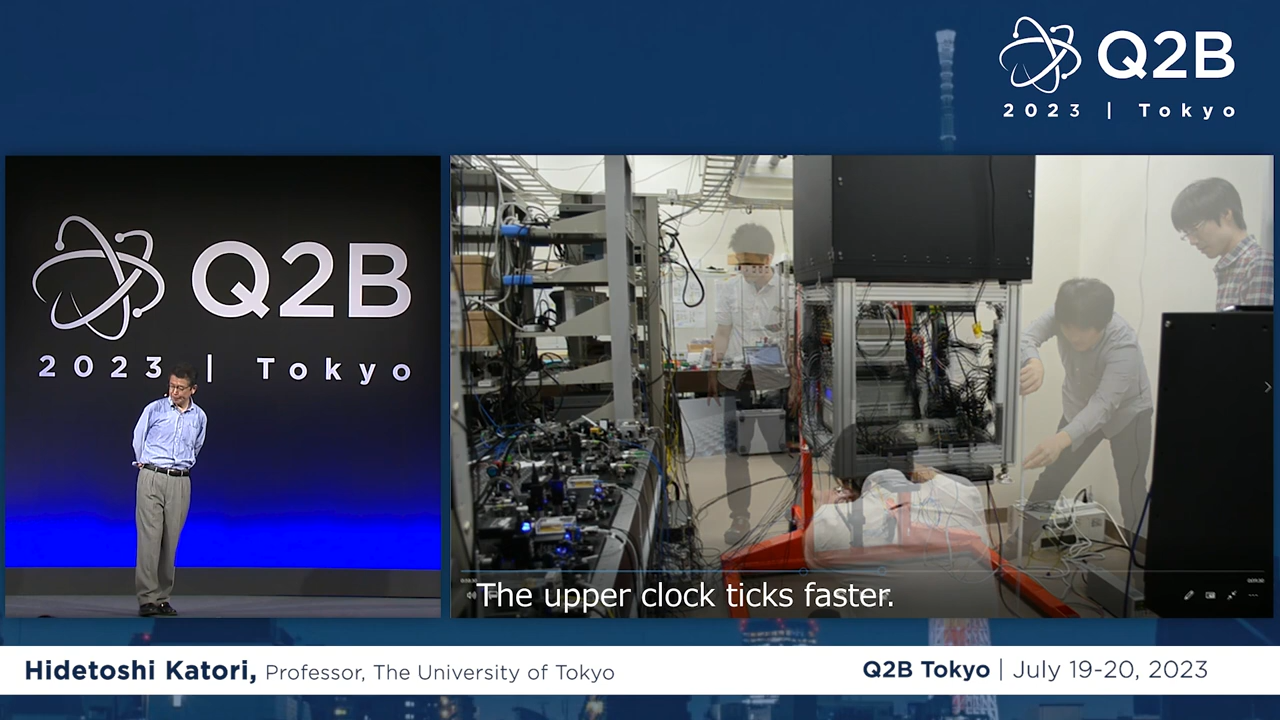 Q2B
2023 | Tokyo
Q2B
2023 | Tokyo
The upper clock ticks faster.
Hidetoshi Katori, Professor, The University of Tokyo
Q2B Tokyo | July 19-20, 2023